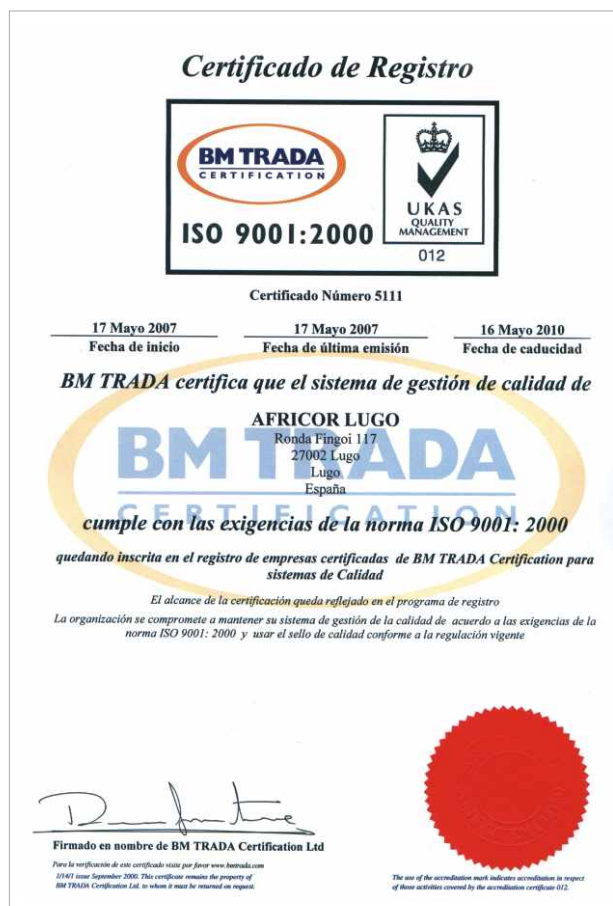 Certificado de Registro
BM TRADA
CERTIFICATION
ISO 9001:2000
UKAS
QUALITY
MANAGEMENT
012
Certificado Número 5111
17 Mayo 2007 17 Mayo 2007 16 Mayo 2010
Fecha de inicio Fecha de última emisión Fecha de caducidad
BM TRADA certifica que el sistema de gestión de calidad de
AFRICOR LUGO
Ronda Fingoi 117
27002 Lugo
Lugo
España
BM TRADA
CERTIFICATION
cumple con las exigencias de la norma ISO 9001: 2000
quedando inscrita en el registro de empresas certificadas de BM TRADA Certification para
sistemas de Calidad
El alcance de la certificación queda reflejado en el programa de registro
La organización se compromete a mantener su sistema de gestión de la calidad de acuerdo a las exigencias de la
norma ISO 9001: 2000 y usar el sello de calidad conforme a la regulación vigente
Firmado en nombre de BM TRADA Certification Ltd
Para la verificación de este certificado visite por favor www.bmtrada.com
1/14/1 issue September 2000. This certificate remains the property of
BM TRADA Certification Ltd. to whom it must be returned on request.
The use of the accreditation mark indicates accreditation in respect
of those activities covered by the accreditation certificate 012.